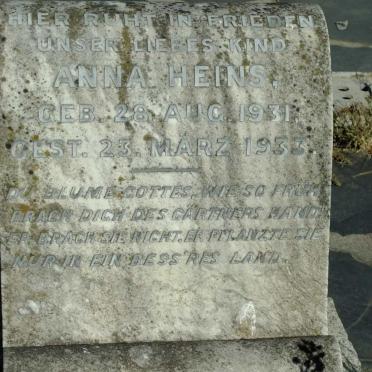 HIER RUHT IN FRIEDEN
UNSER LIEBES KIND
ANNA HEINS,
GEB. 28. AUG. 1931.
GEST. 23. MÄRZ 1933.
DU BLUME GOTTES, WIE SO FRÜH
BRACH DICH DES GÄRTNERS HAND.
ER BRACH SIE NICHT, ER PFLANZTE SIE
NUR IN EIN BESS'RES LAND.